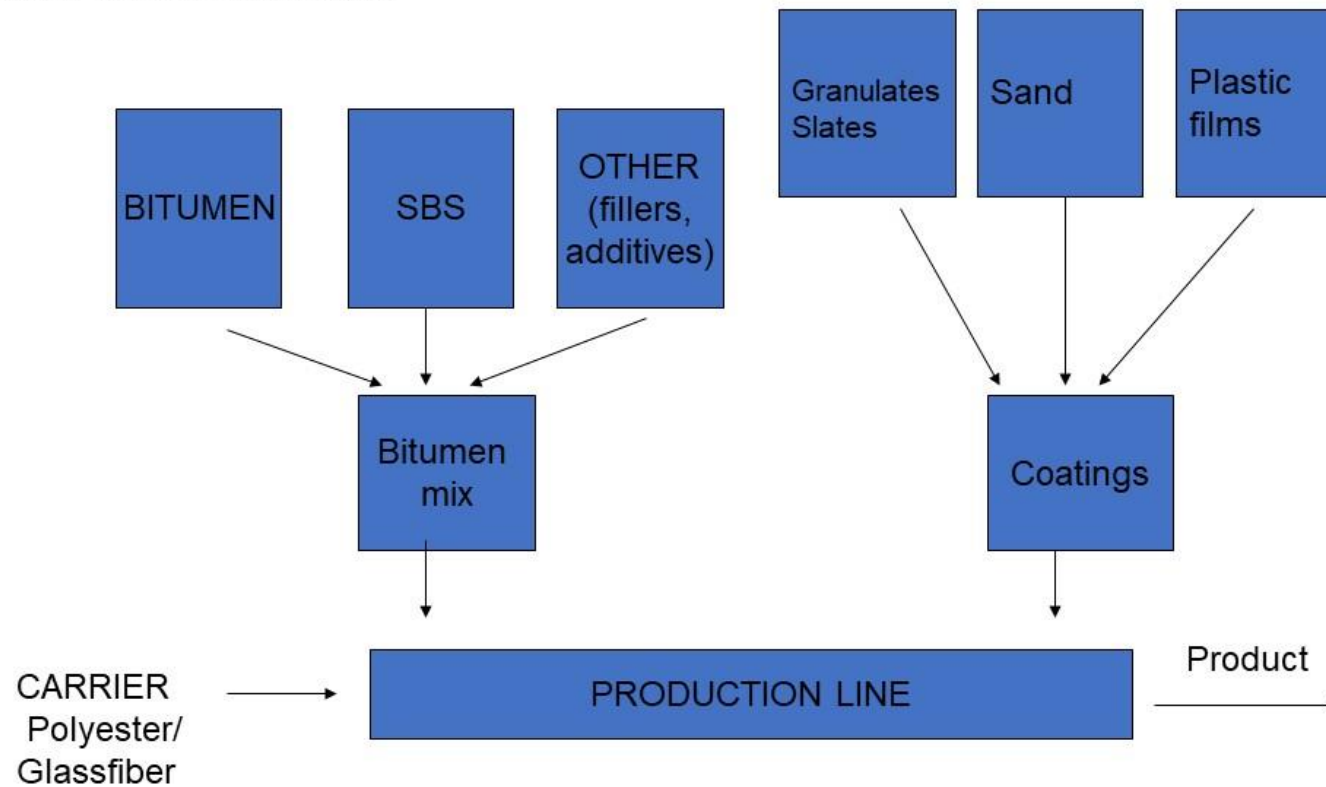 Granulates
Slates
Sand
Plastic
films
BITUMEN
SBS
OTHER
(fillers,
additives)
Bitumen
mix
Coatings
CARRIER
Polyester/
Glassfiber
PRODUCTION LINE
Product